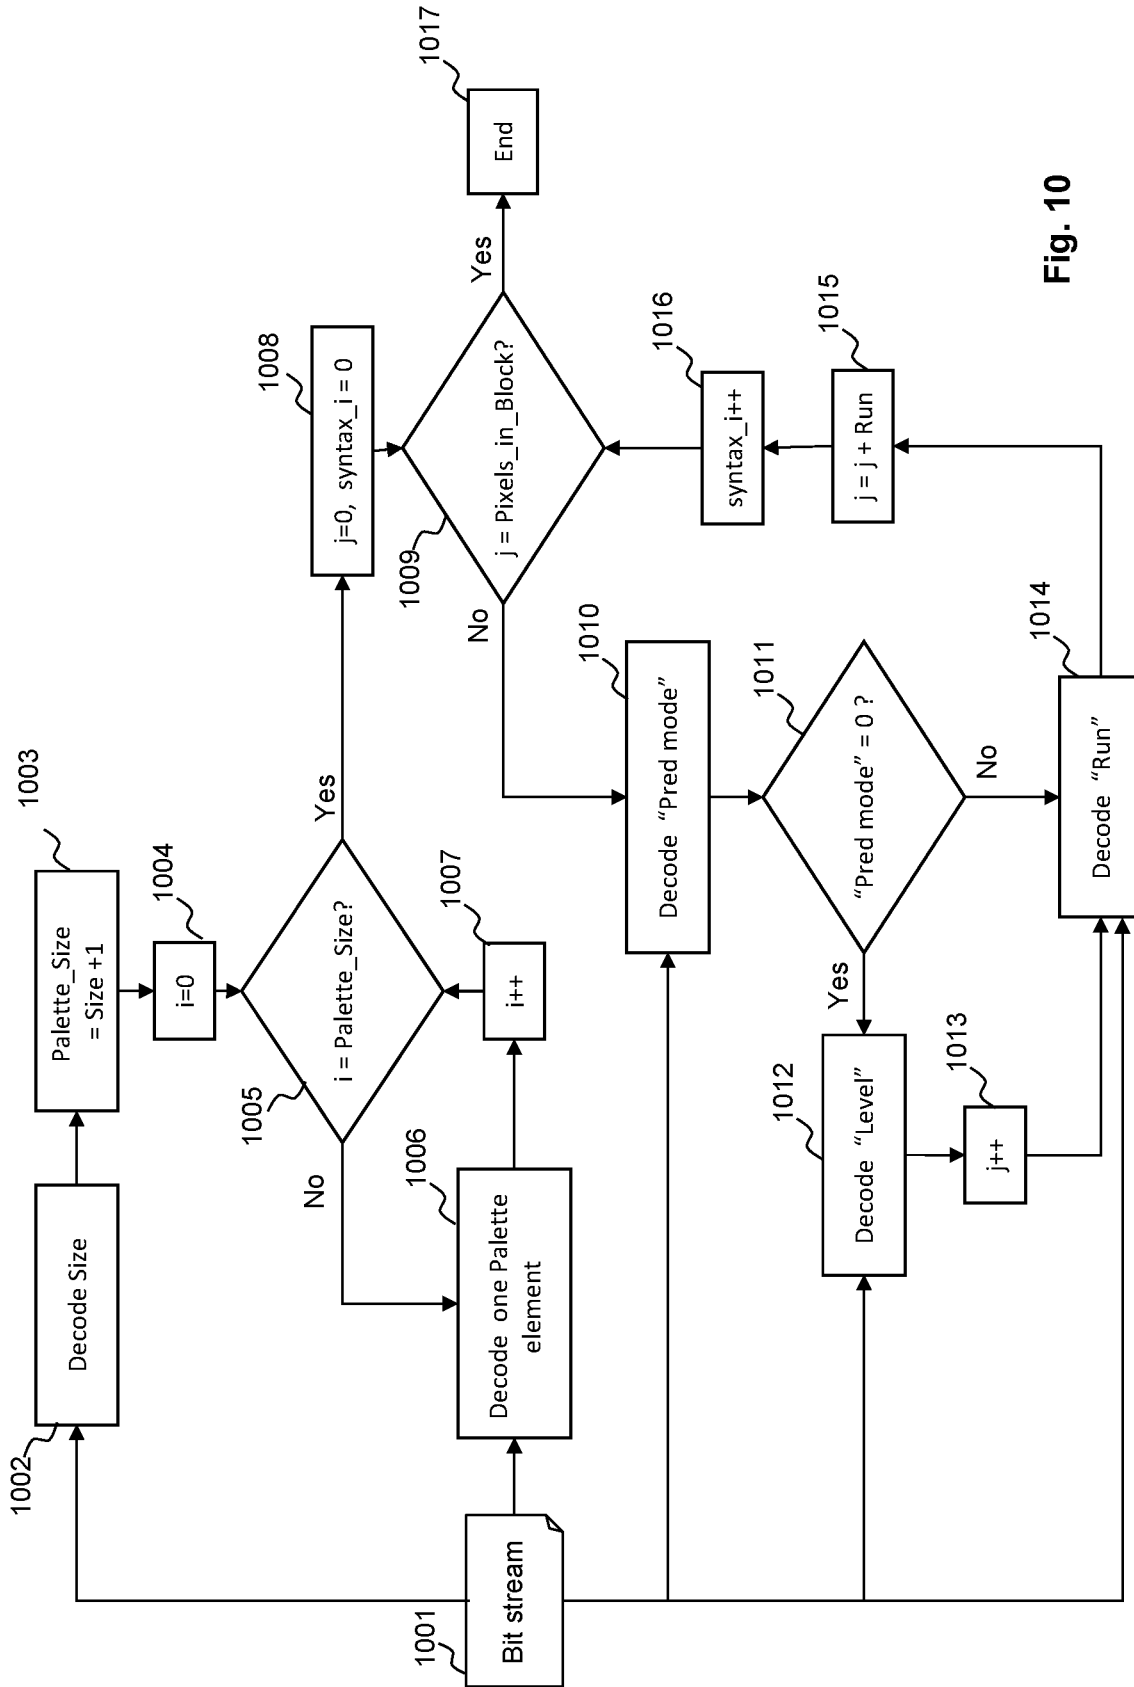 1002
Decode Size
1003
Palette_Size
= Size +1
1004
i=0
1005
i = Palette_Size?
No
Yes
1006
Decode one Palette
element
1007
i++
1001
Bit stream
1008
j=0, syntax_i = 0
1009
j = Pixels_in_Block?
Yes
No
1017
End
1010
Decode “Pred mode”
1011
“Pred mode” = 0 ?
Yes
No
1012
Decode “Level”
1013
j++
1014
Decode “Run”
1015
j = j + Run
1016
syntax_i++
Fig. 10